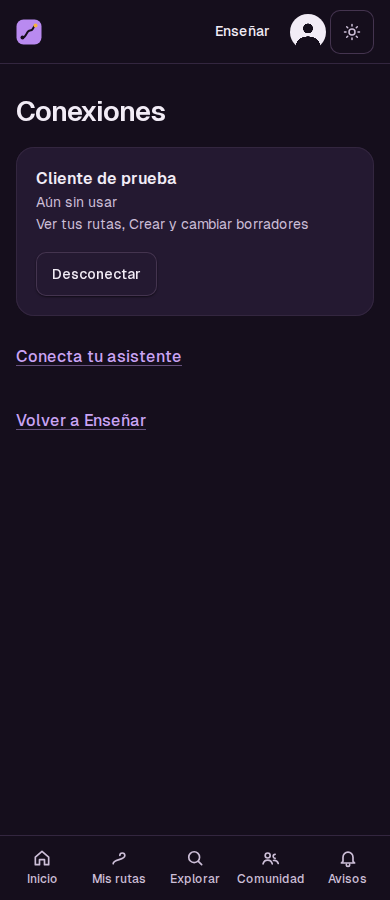 Enseñar
Conexiones
Cliente de prueba
Aún sin usar
Ver tus rutas, Crear y cambiar borradores
Desconectar
Conecta tu asistente
Volver a Enseñar
Inicio
Mis rutas
Explorar
Comunidad
Avisos